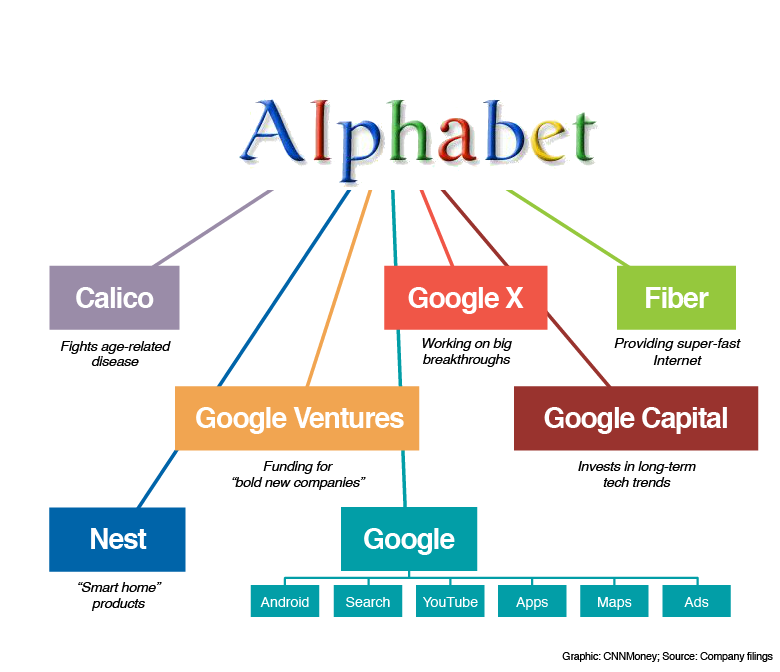 Alphabet
Calico
Fights age-related
disease
Google X
Working on big
breakthroughs
Fiber
Providing super-fast
Internet
Google Ventures
Funding for
“bold new companies”
Google Capital
Invests in long-term
tech trends
Nest
“Smart home”
products
Google
Android
Search
YouTube
Apps
Maps
Ads
Graphic: CNNMoney; Source: Company filings